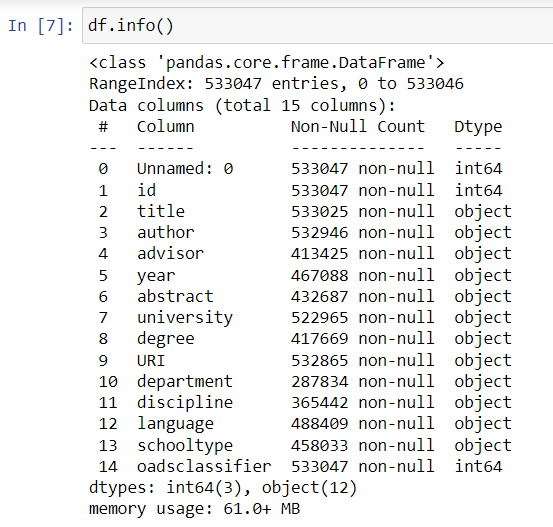 In [7]: df.info()
<class 'pandas.core.frame.DataFrame'>
RangeIndex: 533047 entries, 0 to 533046
Data columns (total 15 columns):
 #   Column          Non-Null Count   Dtype
---  ------          --------------   -----
 0   Unnamed: 0      533047 non-null  int64
 1   id              533047 non-null  int64
 2   title           533025 non-null  object
 3   author          532946 non-null  object
 4   advisor         413425 non-null  object
 5   year            467088 non-null  object
 6   abstract        432687 non-null  object
 7   university      522965 non-null  object
 8   degree          417669 non-null  object
 9   URI             532865 non-null  object
 10  department      287834 non-null  object
 11  discipline      365442 non-null  object
 12  language        488409 non-null  object
 13  schooltype      458033 non-null  object
 14  oadsclassifier  533047 non-null  int64
dtypes: int64(3), object(12)
memory usage: 61.0+ MB